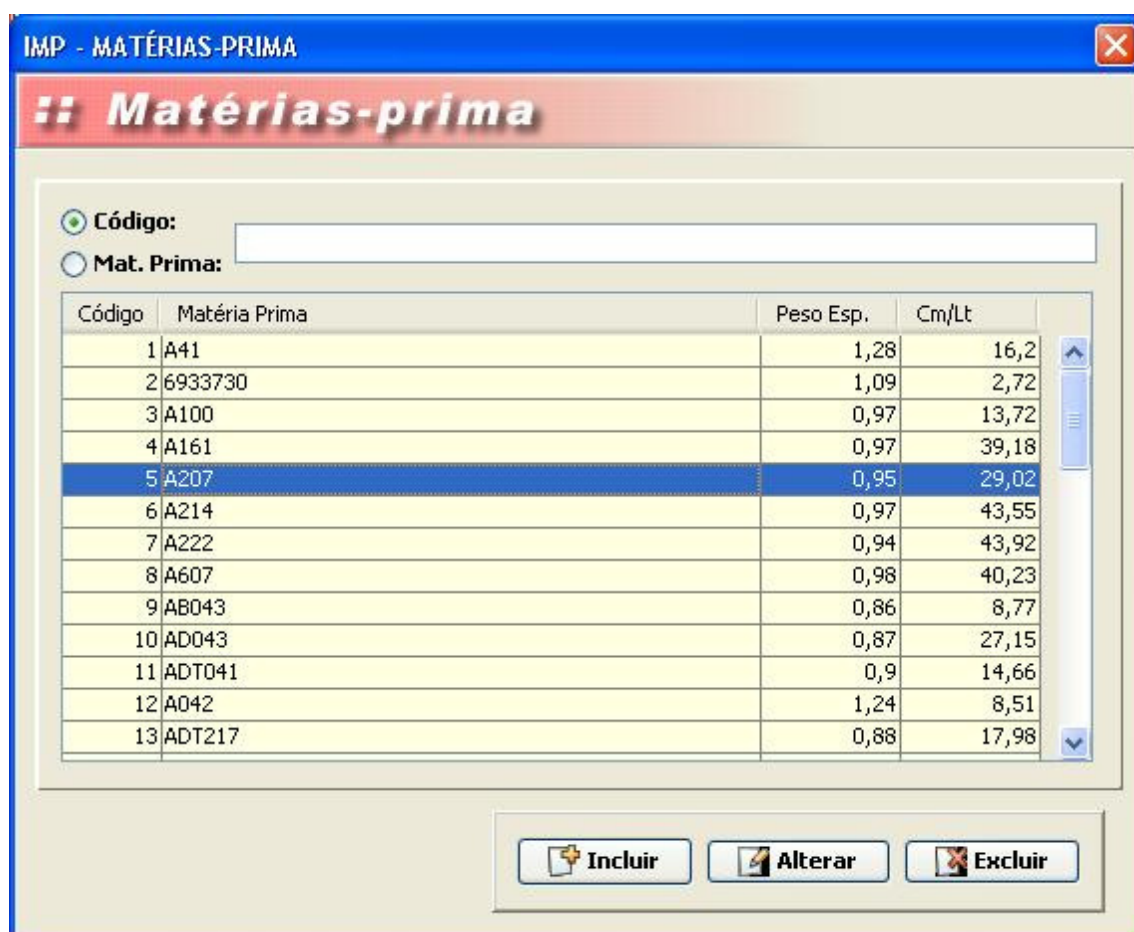 IMP - MATÉRIAS-PRIMA
:: Matérias-prima
Código:
Mat. Prima:
Código Matéria Prima Peso Esp. Cm/Lt
1 A41 1,28 16,2
2 6933730 1,09 2,72
3 A100 0,97 13,72
4 A161 0,97 39,18
5 A207 0,95 29,02
6 A214 0,97 43,55
7 A222 0,94 43,92
8 A607 0,98 40,23
9 AB043 0,86 8,77
10 AD043 0,87 27,15
11 ADT041 0,9 14,66
12 A042 1,24 8,51
13 ADT217 0,88 17,98
Incluir Alterar Excluir